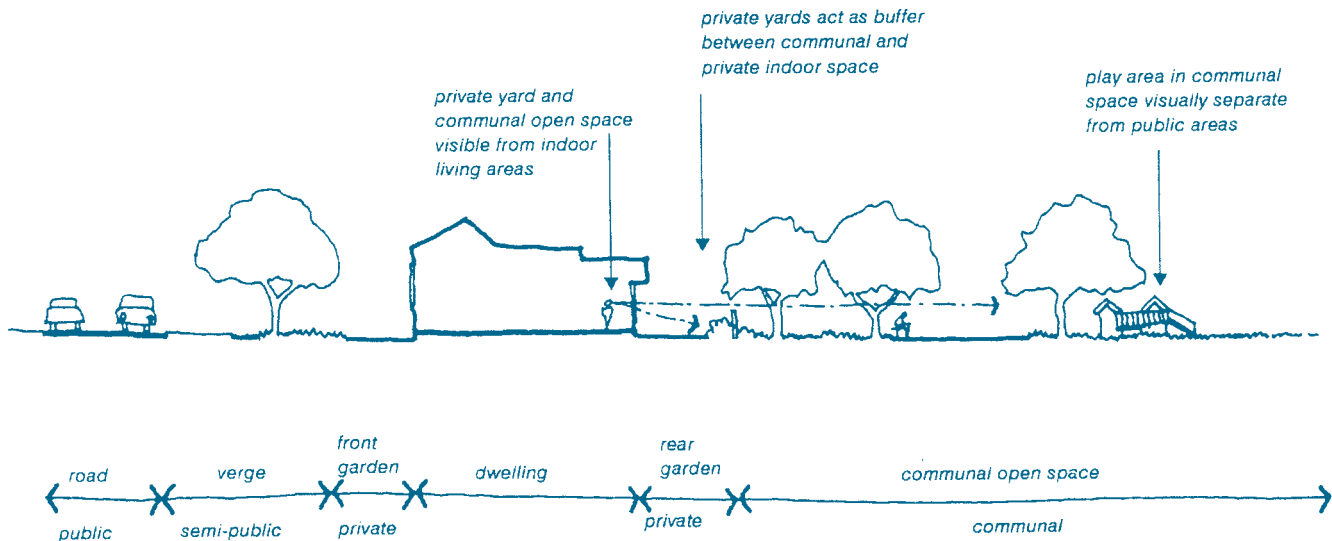 private yards act as buffer
between communal and
private indoor space
private yard and
communal open space
visible from indoor
living areas
play area in communal
space visually separate
from public areas
road
verge
front
garden
dwelling
rear
garden
communal open space
public
semi-public
private
private
communal